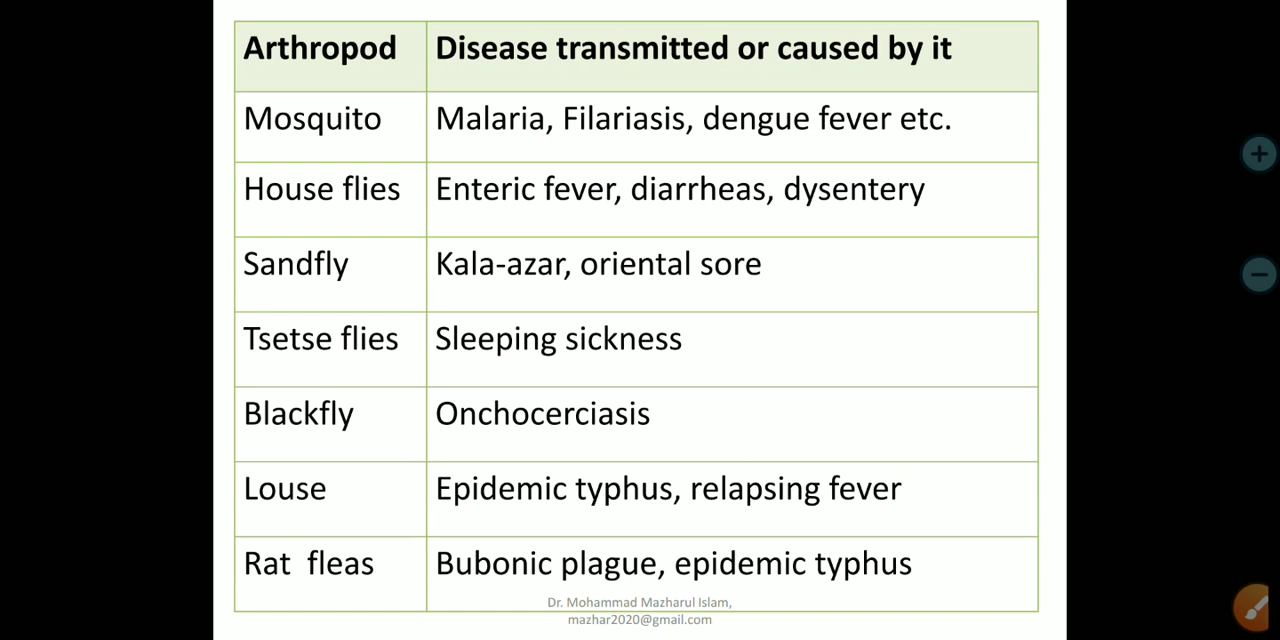 Arthropod Disease transmitted or caused by it
Mosquito Malaria, Filariasis, dengue fever etc.
House flies Enteric fever, diarrheas, dysentery
Sandfly Kala-azar, oriental sore
Tsetse flies Sleeping sickness
Blackfly Onchocerciasis
Louse Epidemic typhus, relapsing fever
Rat fleas Bubonic plague, epidemic typhus
Dr. Mohammad Mazharul Islam,
mazhar2020@gmail.com